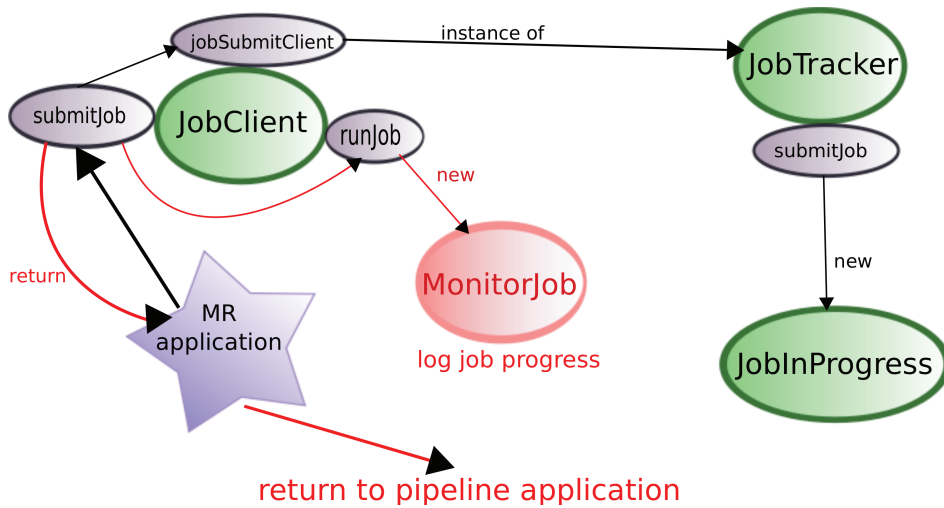 jobSubmitClient
instance of
JobTracker
submitJob
JobClient
runJob
submitJob
new
new
return
MonitorJob
MR
application
log job progress
JobInProgress
return to pipeline application